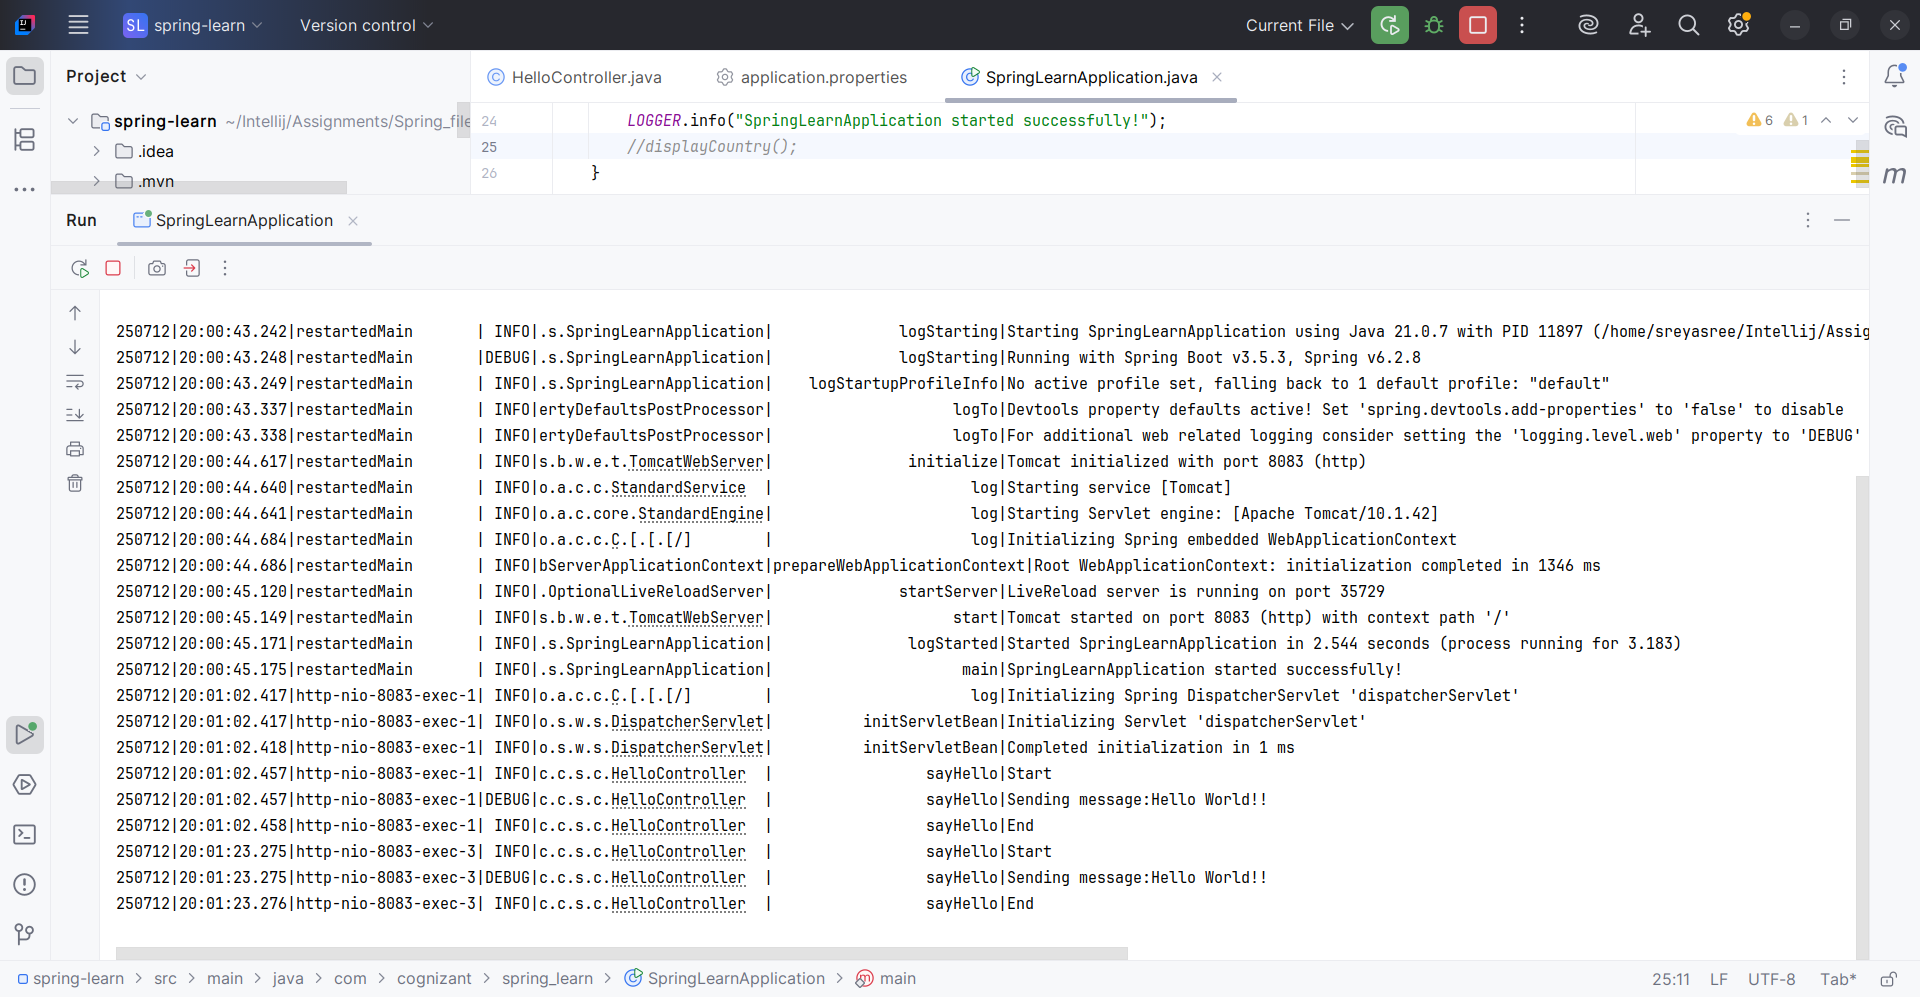 SL spring-learn Version control Current File
Project
HelloController.java application.properties SpringLearnApplication.java
spring-learn ~/Intellij/Assignments/Spring_file
.idea
.mvn
24 LOGGER.info("SpringLearnApplication started successfully!");
25 //displayCountry();
26 }
6 1
Run SpringLearnApplication
250712|20:00:43.242|restartedMain | INFO|.s.SpringLearnApplication| logStarting|Starting SpringLearnApplication using Java 21.0.7 with PID 11897 (/home/sreyasree/Intellij/Assig
250712|20:00:43.248|restartedMain |DEBUG|.s.SpringLearnApplication| logStarting|Running with Spring Boot v3.5.3, Spring v6.2.8
250712|20:00:43.249|restartedMain | INFO|.s.SpringLearnApplication| logStartupProfileInfo|No active profile set, falling back to 1 default profile: "default"
250712|20:00:43.337|restartedMain | INFO|ertyDefaultsPostProcessor| logTo|Devtools property defaults active! Set 'spring.devtools.add-properties' to 'false' to disable
250712|20:00:43.338|restartedMain | INFO|ertyDefaultsPostProcessor| logTo|For additional web related logging consider setting the 'logging.level.web' property to 'DEBUG'
250712|20:00:44.617|restartedMain | INFO|s.b.w.e.t.TomcatWebServer| initialize|Tomcat initialized with port 8083 (http)
250712|20:00:44.640|restartedMain | INFO|o.a.c.c.StandardService | log|Starting service [Tomcat]
250712|20:00:44.641|restartedMain | INFO|o.a.c.core.StandardEngine| log|Starting Servlet engine: [Apache Tomcat/10.1.42]
250712|20:00:44.684|restartedMain | INFO|o.a.c.c.C.[.[.[/] | log|Initializing Spring embedded WebApplicationContext
250712|20:00:44.686|restartedMain | INFO|bServerApplicationContext|prepareWebApplicationContext|Root WebApplicationContext: initialization completed in 1346 ms
250712|20:00:45.120|restartedMain | INFO|.OptionalLiveReloadServer| startServer|LiveReload server is running on port 35729
250712|20:00:45.149|restartedMain | INFO|s.b.w.e.t.TomcatWebServer| start|Tomcat started on port 8083 (http) with context path '/'
250712|20:00:45.171|restartedMain | INFO|.s.SpringLearnApplication| logStarted|Started SpringLearnApplication in 2.544 seconds (process running for 3.183)
250712|20:00:45.175|restartedMain | INFO|.s.SpringLearnApplication| main|SpringLearnApplication started successfully!
250712|20:01:02.417|http-nio-8083-exec-1| INFO|o.a.c.c.C.[.[.[/] | log|Initializing Spring DispatcherServlet 'dispatcherServlet'
250712|20:01:02.417|http-nio-8083-exec-1| INFO|o.s.w.s.DispatcherServlet| initServletBean|Initializing Servlet 'dispatcherServlet'
250712|20:01:02.418|http-nio-8083-exec-1| INFO|o.s.w.s.DispatcherServlet| initServletBean|Completed initialization in 1 ms
250712|20:01:02.457|http-nio-8083-exec-1| INFO|c.c.s.c.HelloController | sayHello|Start
250712|20:01:02.457|http-nio-8083-exec-1|DEBUG|c.c.s.c.HelloController | sayHello|Sending message:Hello World!!
250712|20:01:02.458|http-nio-8083-exec-1| INFO|c.c.s.c.HelloController | sayHello|End
250712|20:01:23.275|http-nio-8083-exec-3| INFO|c.c.s.c.HelloController | sayHello|Start
250712|20:01:23.275|http-nio-8083-exec-3|DEBUG|c.c.s.c.HelloController | sayHello|Sending message:Hello World!!
250712|20:01:23.276|http-nio-8083-exec-3| INFO|c.c.s.c.HelloController | sayHello|End
spring-learn > src > main > java > com > cognizant > spring_learn > SpringLearnApplication > main 25:11 LF UTF-8 Tab*